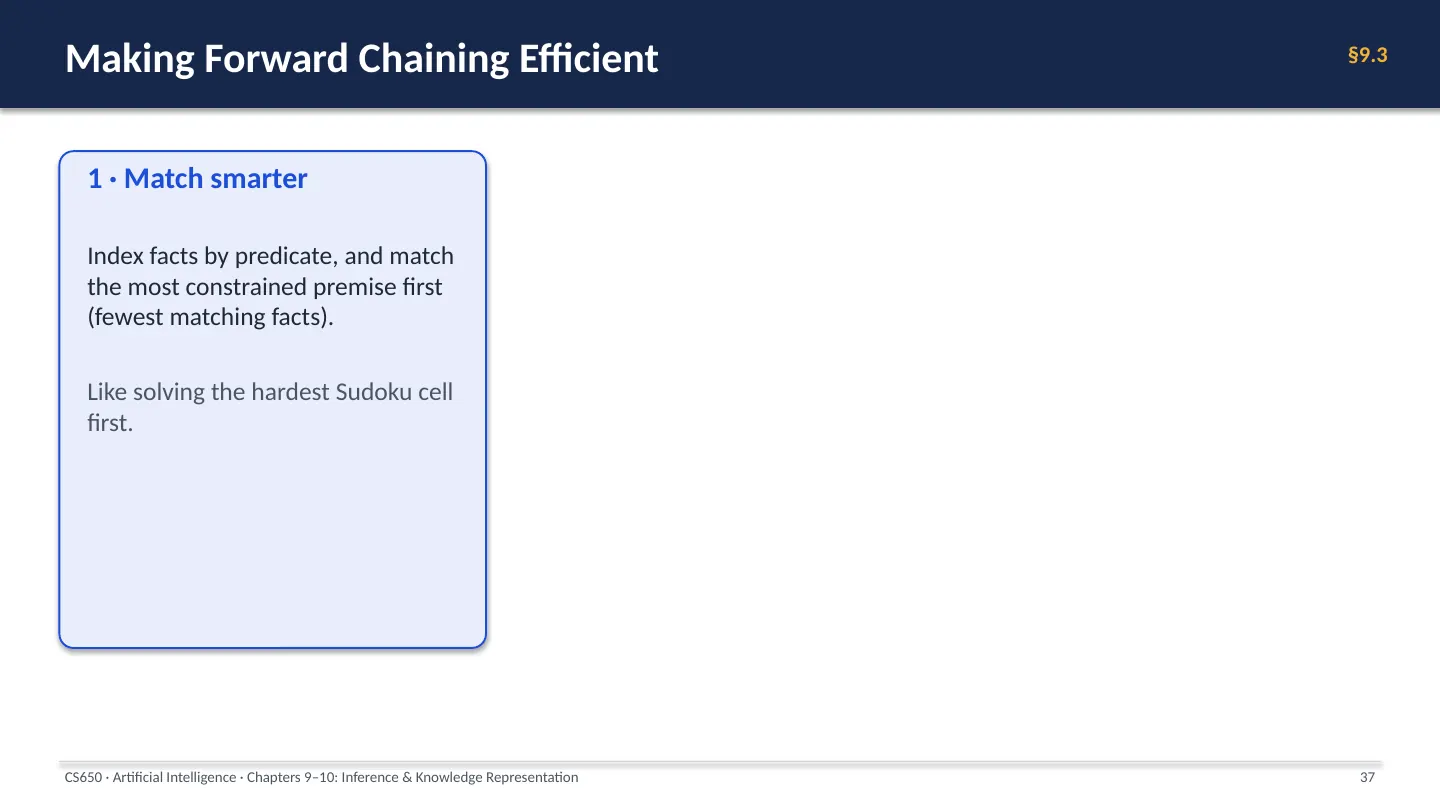 Making Forward Chaining Efficient
§9.3
1 · Match smarter
Index facts by predicate, and match
the most constrained premise first
(fewest matching facts).
Like solving the hardest Sudoku cell
first.
CS650 · Artificial Intelligence · Chapters 9–10: Inference & Knowledge Representation
37